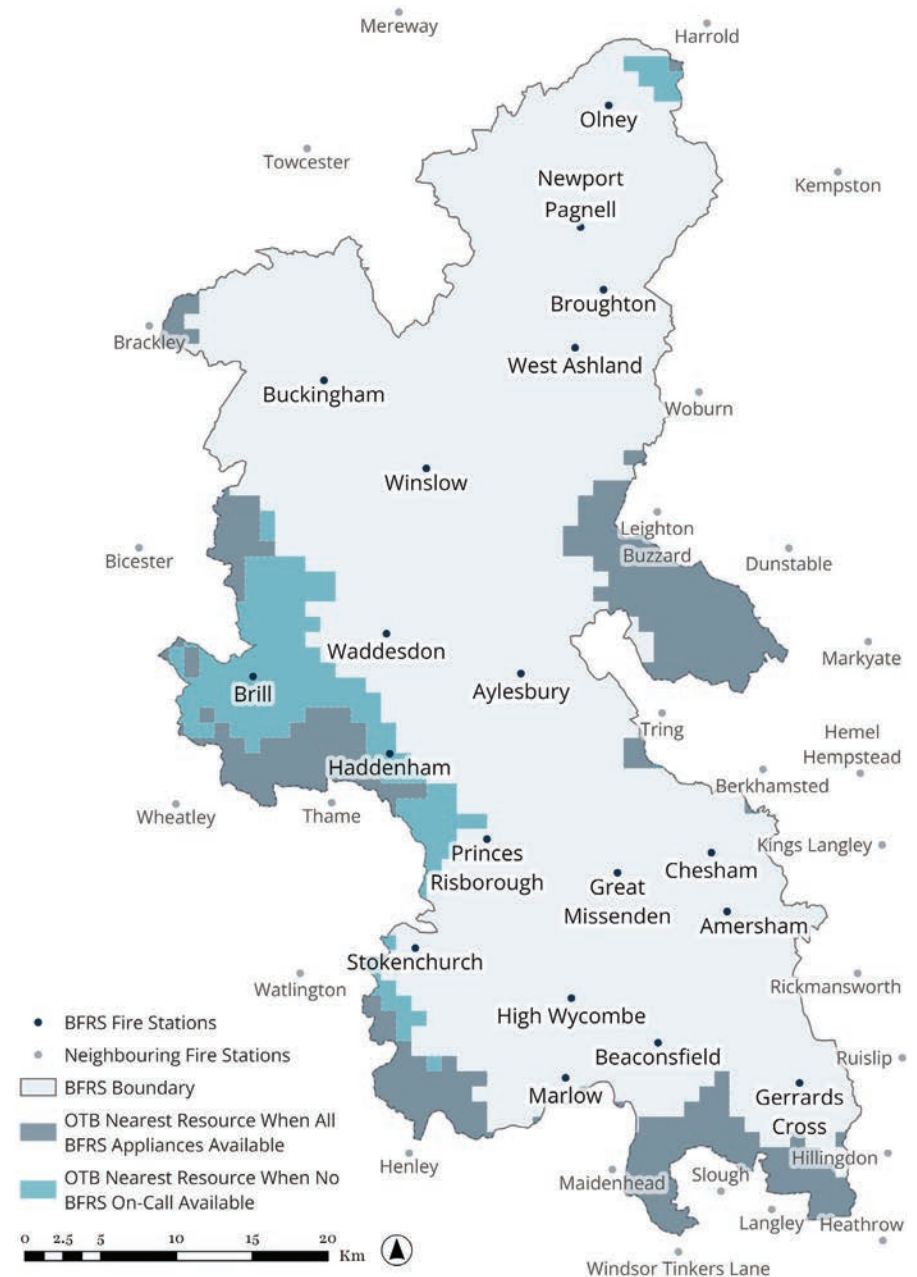 Mereway
Harrold
Olney
Towcester
Newport
Pagnell
Kempston
Broughton
Brackley
West Ashland
Buckingham
Woburn
Winslow
Leighton
Buzzard
Bicester
Dunstable
Waddesdon
Markyate
Brill
Aylesbury
Tring
Hemel
Hempstead
Haddenham
Berkhamsted
Wheatley
Thame
Kings Langley
Princes
Risborough
Chesham
Great
Missenden
Amersham
Stokenchurch
Watlington
Rickmansworth
High Wycombe
BFRS Fire Stations
Beaconsfield
Ruislip
Neighbouring Fire Stations
BFRS Boundary
Marlow
Gerrards
Cross
OTB Nearest Resource When All
BFRS Appliances Available
Henley
Hillingdon
Maidenhead
Slough
OTB Nearest Resource When No
BFRS On-Call Available
Langley
Heathrow
0 2.5 5 10 15 20
Km
Windsor Tinkers Lane